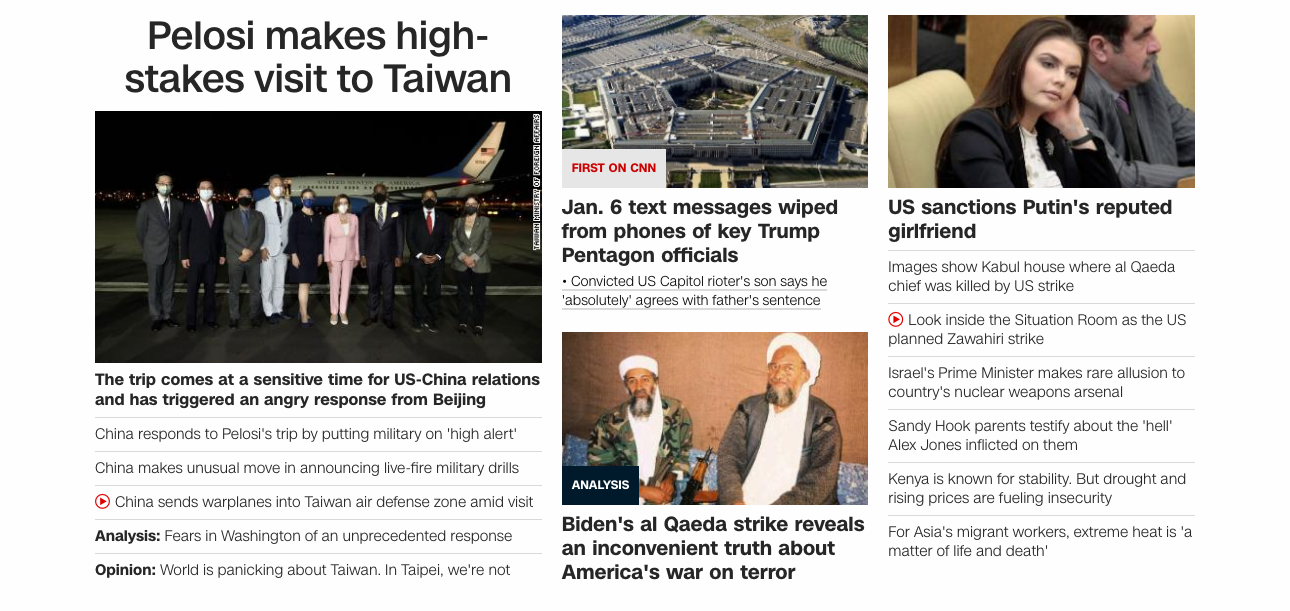 Pelosi makes high-
stakes visit to Taiwan
UNITED STATES OF AMERICA
TAIWAN MINISTRY OF FOREIGN AFFAIRS
The trip comes at a sensitive time for US-China relations
and has triggered an angry response from Beijing
China responds to Pelosi's trip by putting military on 'high alert'
China makes unusual move in announcing live-fire military drills
China sends warplanes into Taiwan air defense zone amid visit
Analysis: Fears in Washington of an unprecedented response
Opinion: World is panicking about Taiwan. In Taipei, we're not
FIRST ON CNN
Jan. 6 text messages wiped
from phones of key Trump
Pentagon officials
• Convicted US Capitol rioter's son says he
'absolutely' agrees with father's sentence
ANALYSIS
Biden's al Qaeda strike reveals
an inconvenient truth about
America's war on terror
US sanctions Putin's reputed
girlfriend
Images show Kabul house where al Qaeda
chief was killed by US strike
Look inside the Situation Room as the US
planned Zawahiri strike
Israel's Prime Minister makes rare allusion to
country's nuclear weapons arsenal
Sandy Hook parents testify about the 'hell'
Alex Jones inflicted on them
Kenya is known for stability. But drought and
rising prices are fueling insecurity
For Asia's migrant workers, extreme heat is 'a
matter of life and death'